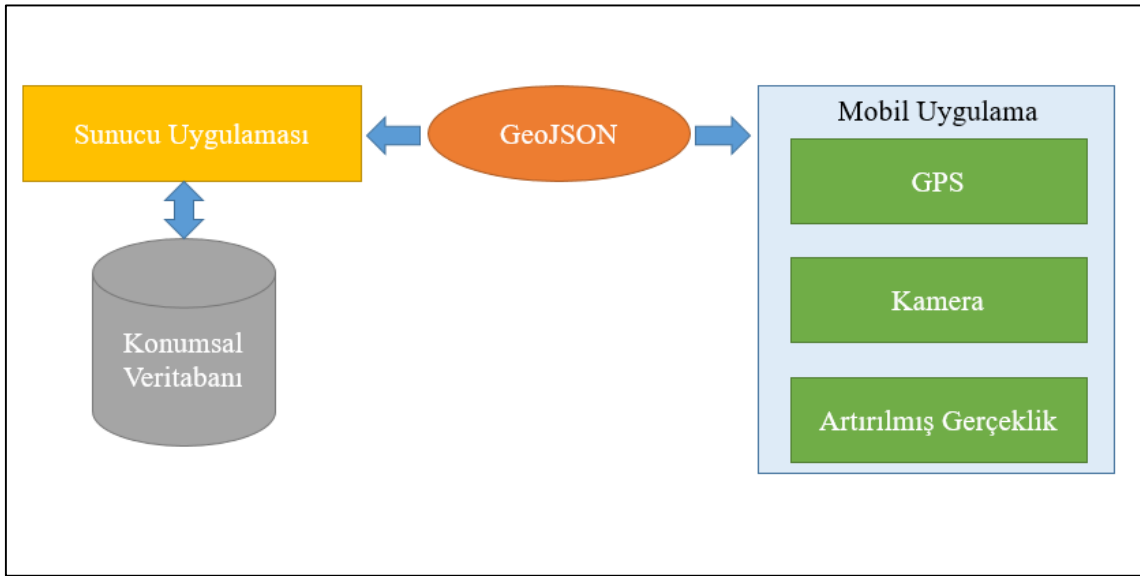 Sunucu Uygulaması
GeoJSON
Mobil Uygulama
GPS
Kamera
Artırılmış Gerçeklik
Konumsal
Veritabanı